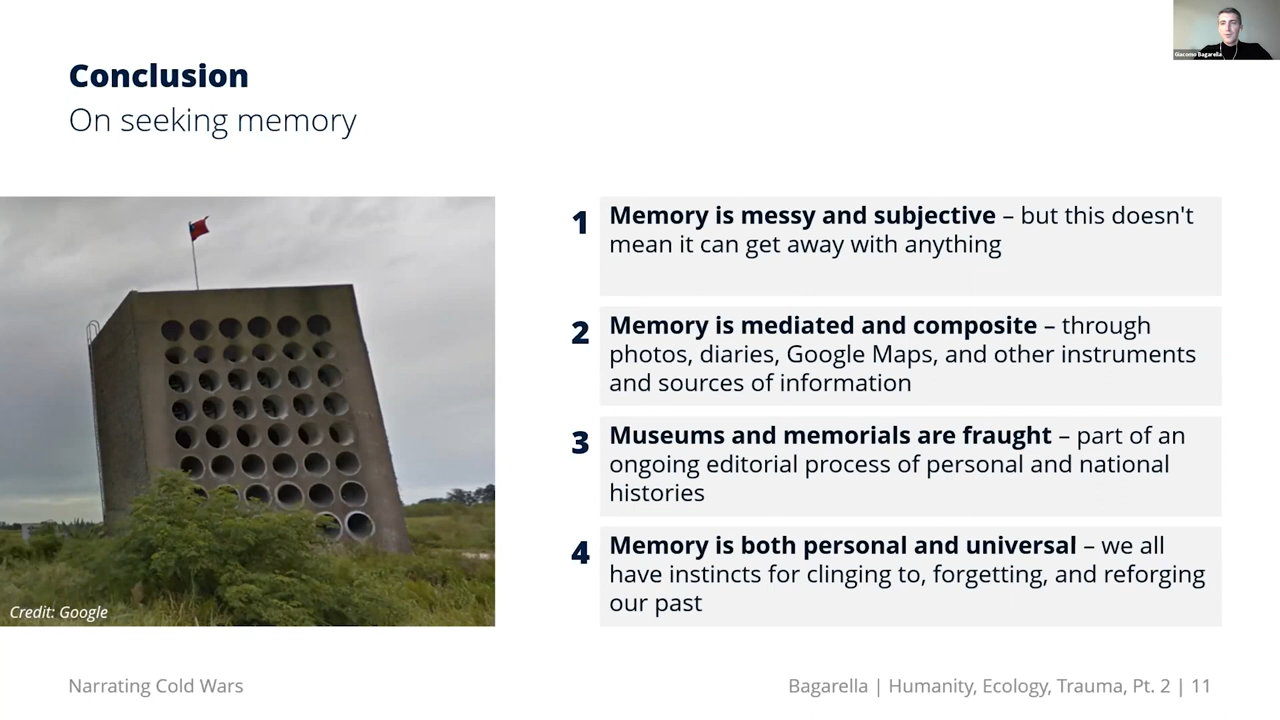 Giacomo Bagarella
Conclusion
On seeking memory
1
Memory is messy and subjective – but this doesn't
mean it can get away with anything
2
Memory is mediated and composite – through
photos, diaries, Google Maps, and other instruments
and sources of information
3
Museums and memorials are fraught – part of an
ongoing editorial process of personal and national
histories
4
Memory is both personal and universal – we all
have instincts for clinging to, forgetting, and reforging
our past
Credit: Google
Narrating Cold Wars
Bagarella | Humanity, Ecology, Trauma, Pt. 2 | 11